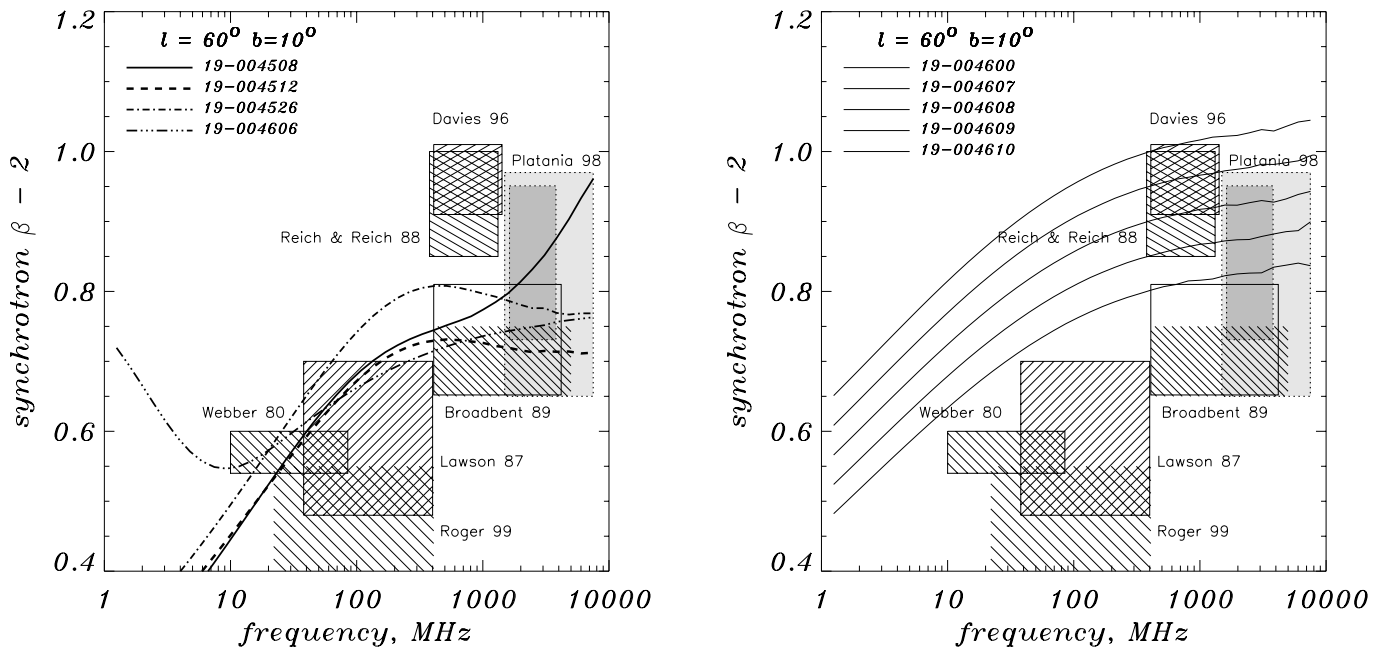 l = 60° b=10°
19-004508
19-004512
19-004526
19-004606
Davies 96
Platania 98
Reich & Reich 88
Webber 80
Broadbent 89
Lawson 87
Roger 99
1.2
1.0
0.8
0.6
0.4
synchrotron β - 2
1 10 100 1000 10000
frequency, MHz
l = 60° b=10°
19-004600
19-004607
19-004608
19-004609
19-004610
Davies 96
Platania 98
Reich & Reich 88
Webber 80
Broadbent 89
Lawson 87
Roger 99
1.2
1.0
0.8
0.6
0.4
synchrotron β - 2
1 10 100 1000 10000
frequency, MHz